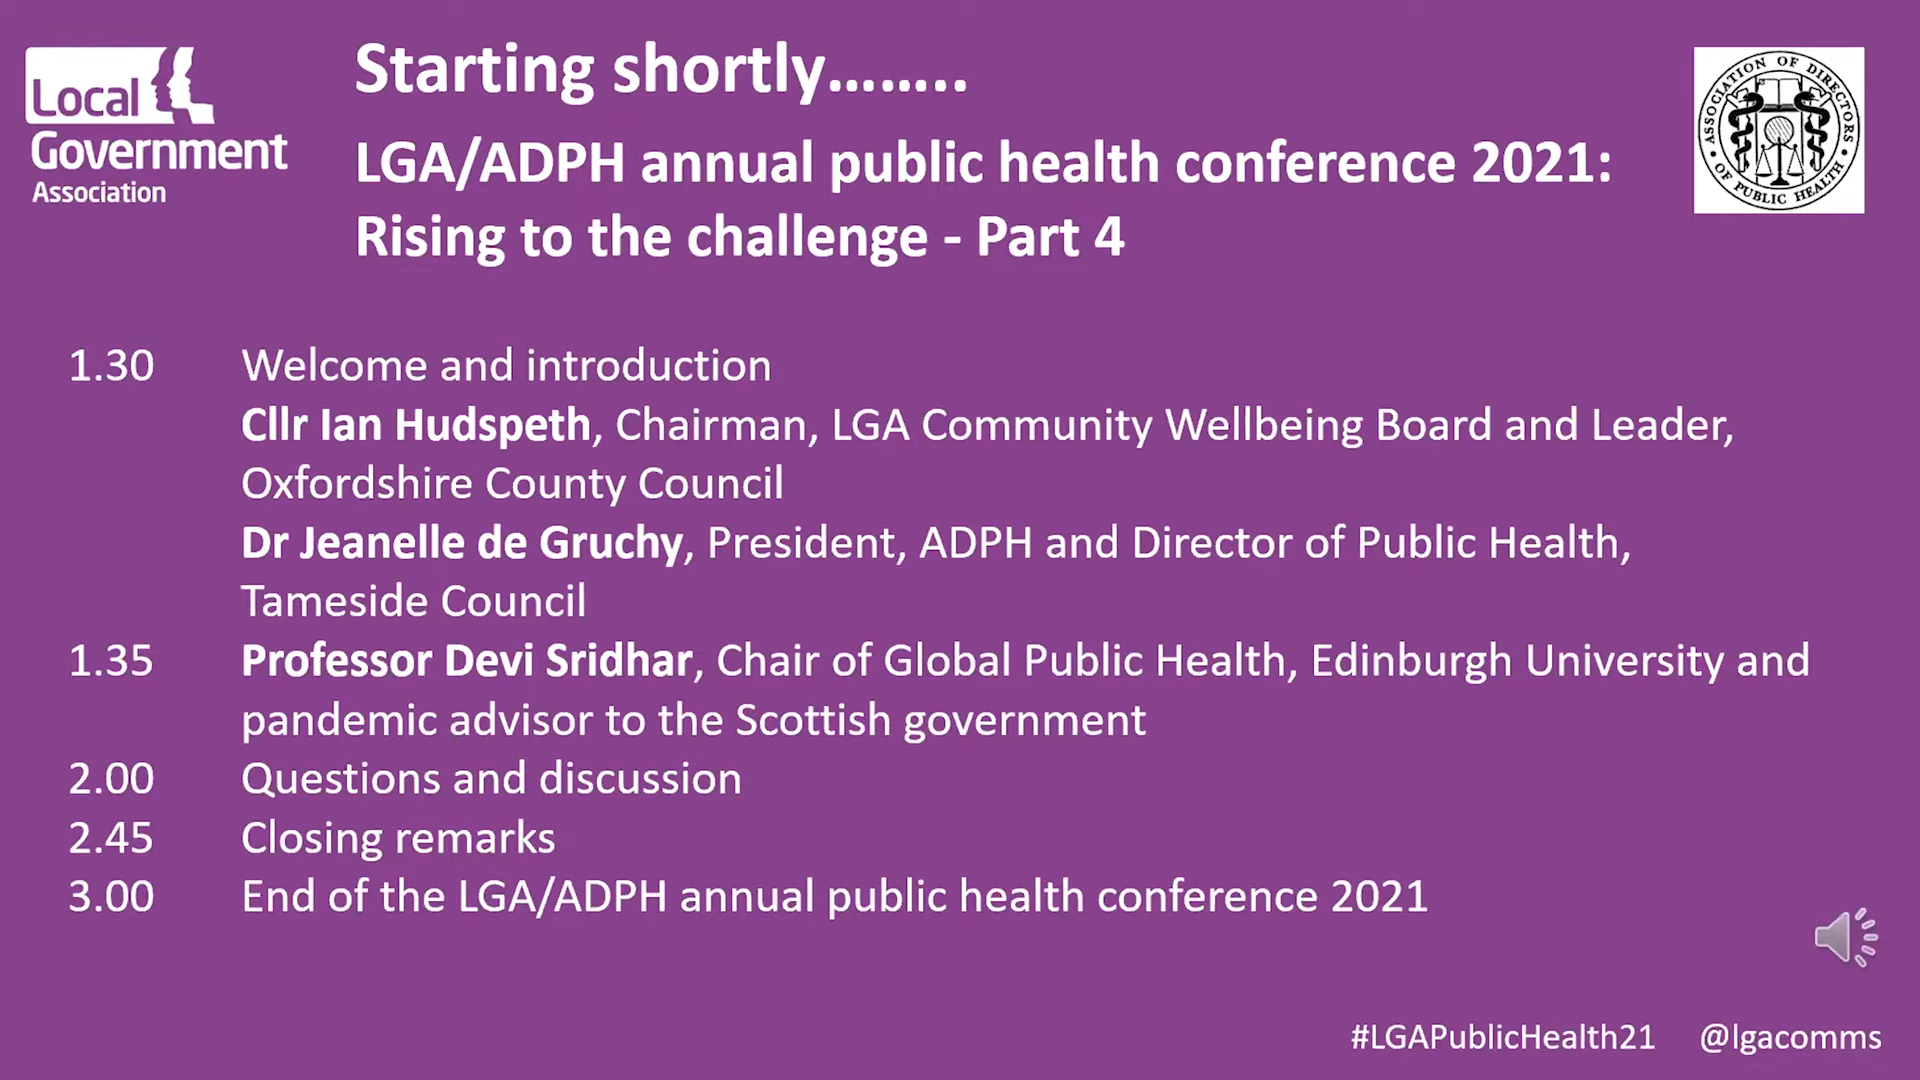 Local
Government
Association
Starting shortly……..
LGA/ADPH annual public health conference 2021:
Rising to the challenge - Part 4
ASSOCIATION OF DIRECTORS
• OF PUBLIC HEALTH •
1.30 Welcome and introduction
Cllr Ian Hudspeth, Chairman, LGA Community Wellbeing Board and Leader,
Oxfordshire County Council
Dr Jeanelle de Gruchy, President, ADPH and Director of Public Health,
Tameside Council
1.35 Professor Devi Sridhar, Chair of Global Public Health, Edinburgh University and
pandemic advisor to the Scottish government
2.00 Questions and discussion
2.45 Closing remarks
3.00 End of the LGA/ADPH annual public health conference 2021
#LGAPublicHealth21 @lgacomms